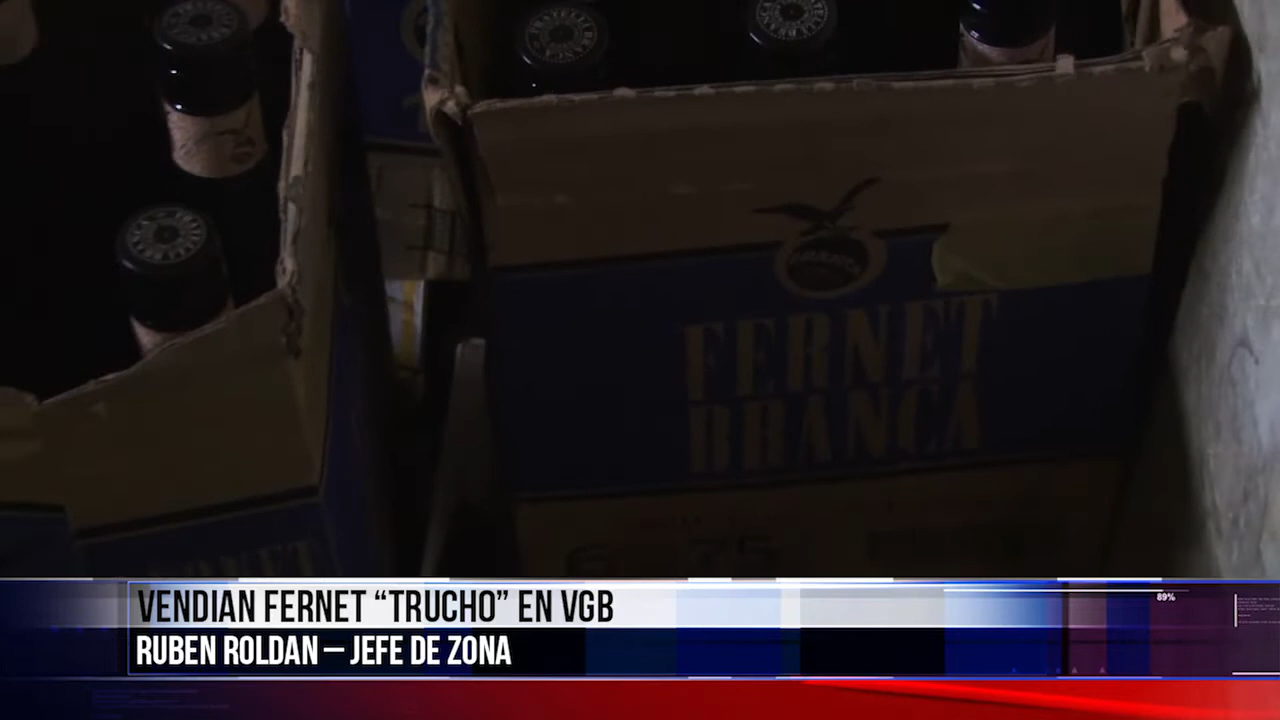 FERNET
BRANCA
VENDIAN FERNET “TRUCHO” EN VGB
89%
RUBEN ROLDAN – JEFE DE ZONA